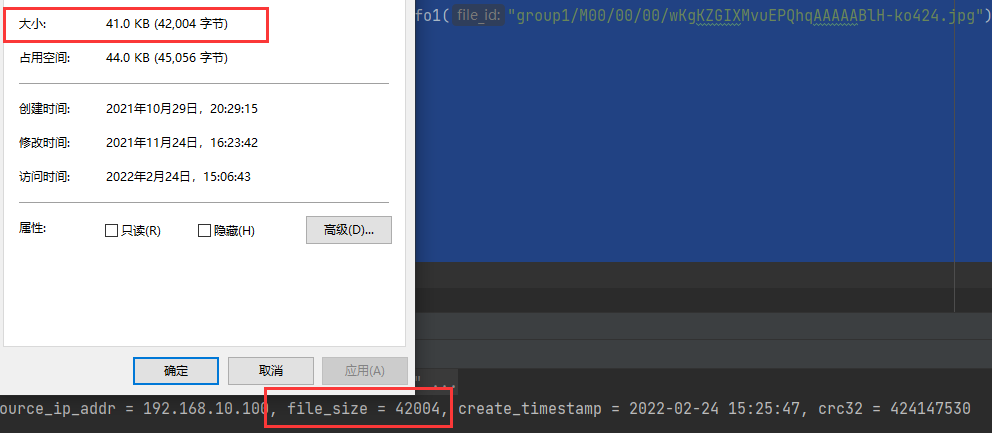 大小: 41.0 KB (42,004 字节)
占用空间: 44.0 KB (45,056 字节)
创建时间: 2021年10月29日，20:29:15
修改时间: 2021年11月24日，16:23:42
访问时间: 2022年2月24日，15:06:43
属性: 只读(R) 隐藏(H) 高级(D)...
确定 取消 应用(A)
fo1( file_id: "group1/M00/00/00/wKgKZGIXMvuEPQhqAAAAABlH-ko424.jpg")
" ...
ource_ip_addr = 192.168.10.100, file_size = 42004, create_timestamp = 2022-02-24 15:25:47, crc32 = 424147530